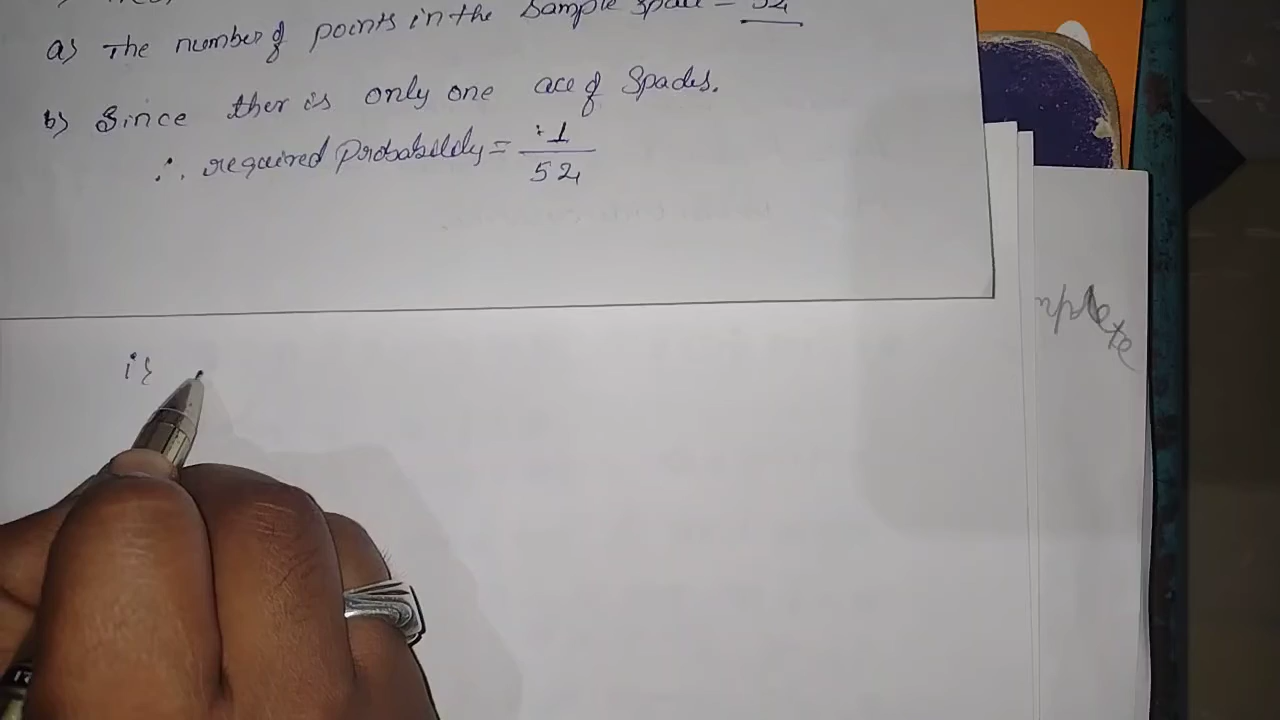 a) The number of points in the Sample Space = 52
b) Since ther is only one ace of Spades.
∴ required Probability = 1/52
i)